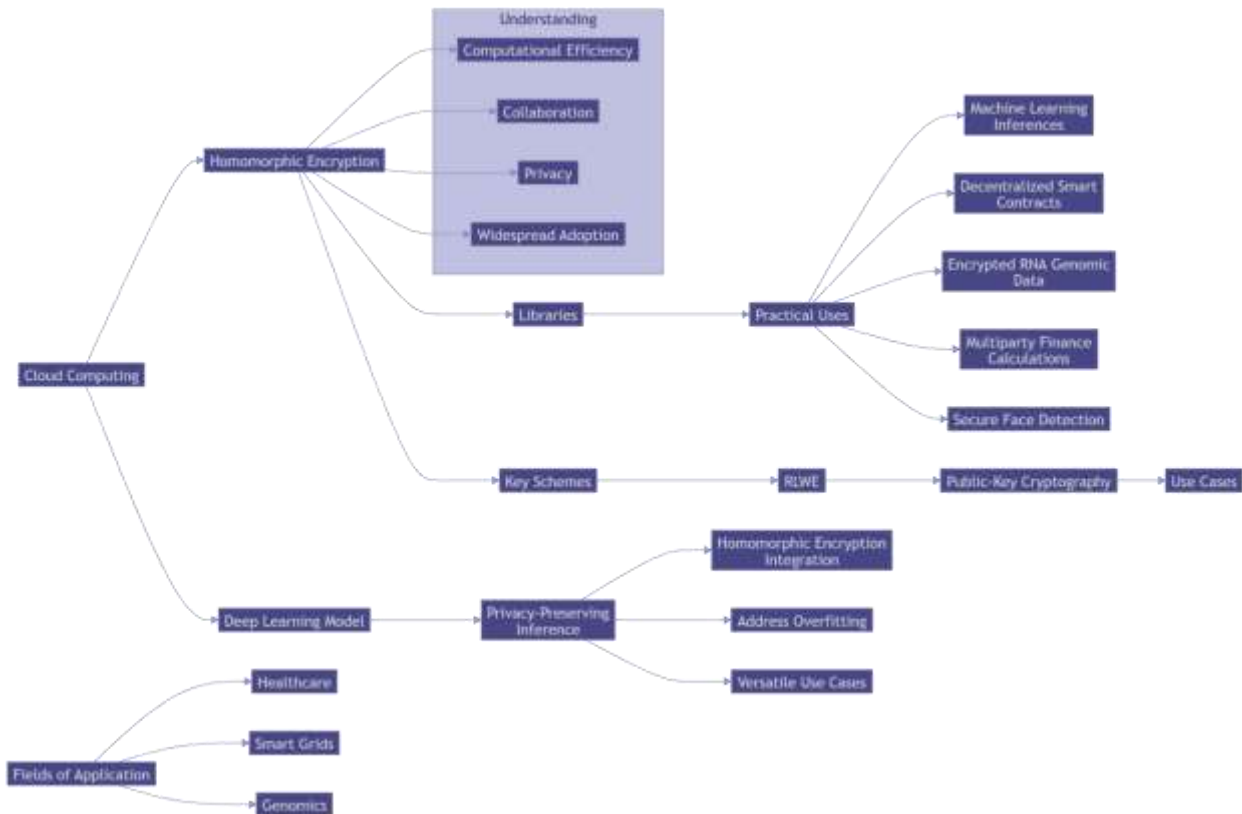 Understanding
Computational Efficiency
Collaboration
Homomorphic Encryption
Privacy
Widespread Adoption
Machine Learning
Inferences
Decentralized Smart
Contracts
Encrypted RNA Genomic
Data
Libraries
Practical Uses
Multiparty Finance
Calculations
Cloud Computing
Secure Face Detection
Key Schemes
RLWE
Public-Key Cryptography
Use Cases
Homomorphic Encryption
Integration
Deep Learning Model
Privacy-Preserving
Inference
Address Overfitting
Versatile Use Cases
Healthcare
Smart Grids
Fields of Application
Genomics